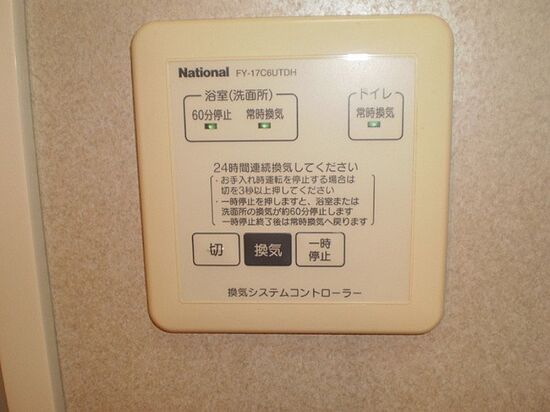 National FY-17C6UTDH
浴室(洗面所)
トイレ
60分停止 常時換気
常時換気
24時間連続換気してください
・お手入れ時運転を停止する場合は
切を3秒以上押してください
・一時停止を押しますと、浴室または
洗面所の換気が約60分停止します
一時停止終了後は常時換気へ戻ります
切
換気
一時
停止
換気システムコントローラー